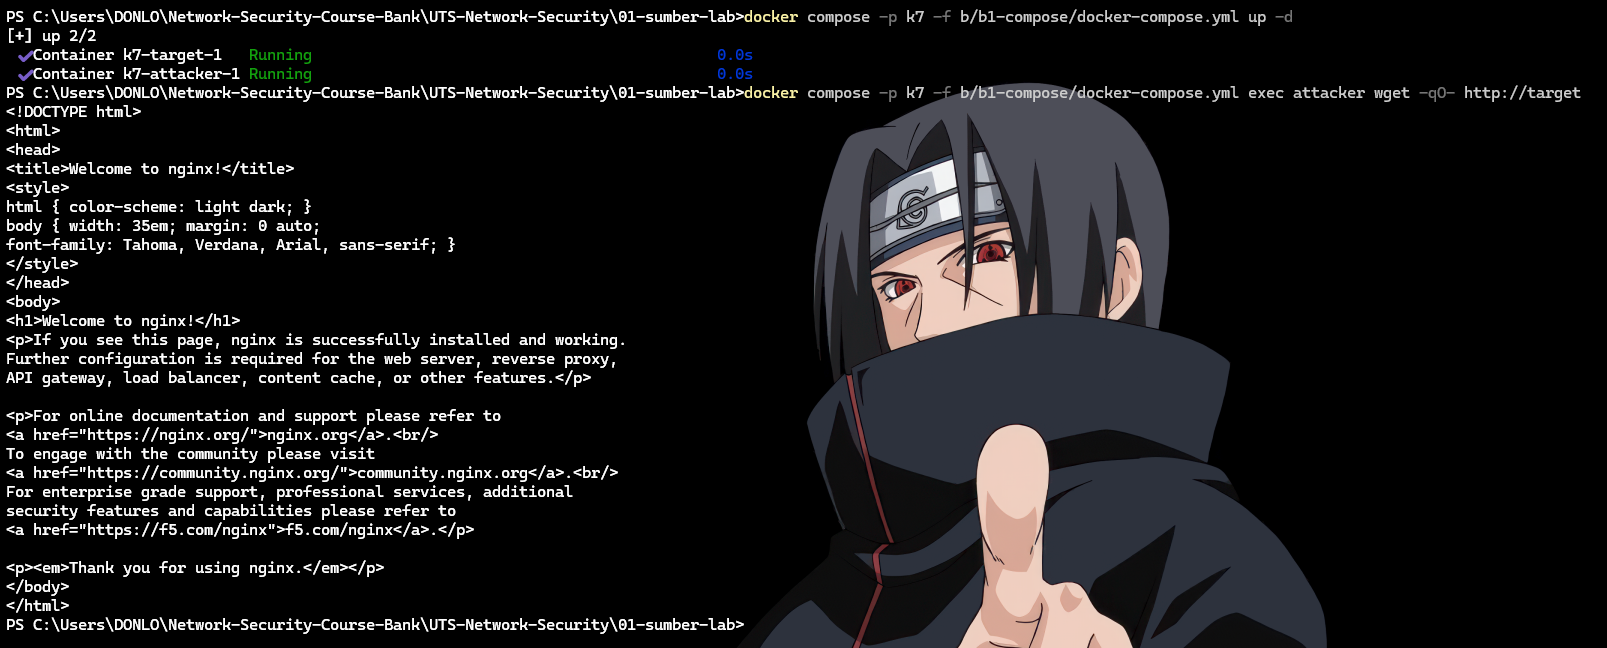 PS C:\Users\DONLO\Network-Security-Course-Bank\UTS-Network-Security\01-sumber-lab>docker compose -p k7 -f b/b1-compose/docker-compose.yml up -d
[+] up 2/2
✔Container k7-target-1 Running 0.0s
✔Container k7-attacker-1 Running 0.0s
PS C:\Users\DONLO\Network-Security-Course-Bank\UTS-Network-Security\01-sumber-lab>docker compose -p k7 -f b/b1-compose/docker-compose.yml exec attacker wget -qO- http://target
<!DOCTYPE html>
<html>
<head>
<title>Welcome to nginx!</title>
<style>
html { color-scheme: light dark; }
body { width: 35em; margin: 0 auto;
font-family: Tahoma, Verdana, Arial, sans-serif; }
</style>
</head>
<body>
<h1>Welcome to nginx!</h1>
<p>If you see this page, nginx is successfully installed and working.
Further configuration is required for the web server, reverse proxy,
API gateway, load balancer, content cache, or other features.</p>

<p>For online documentation and support please refer to
<a href="https://nginx.org/">nginx.org</a>.<br/>
To engage with the community please visit
<a href="https://community.nginx.org/">community.nginx.org</a>.<br/>
For enterprise grade support, professional services, additional
security features and capabilities please refer to
<a href="https://f5.com/nginx">f5.com/nginx</a>.</p>

<p><em>Thank you for using nginx.</em></p>
</body>
</html>
PS C:\Users\DONLO\Network-Security-Course-Bank\UTS-Network-Security\01-sumber-lab>